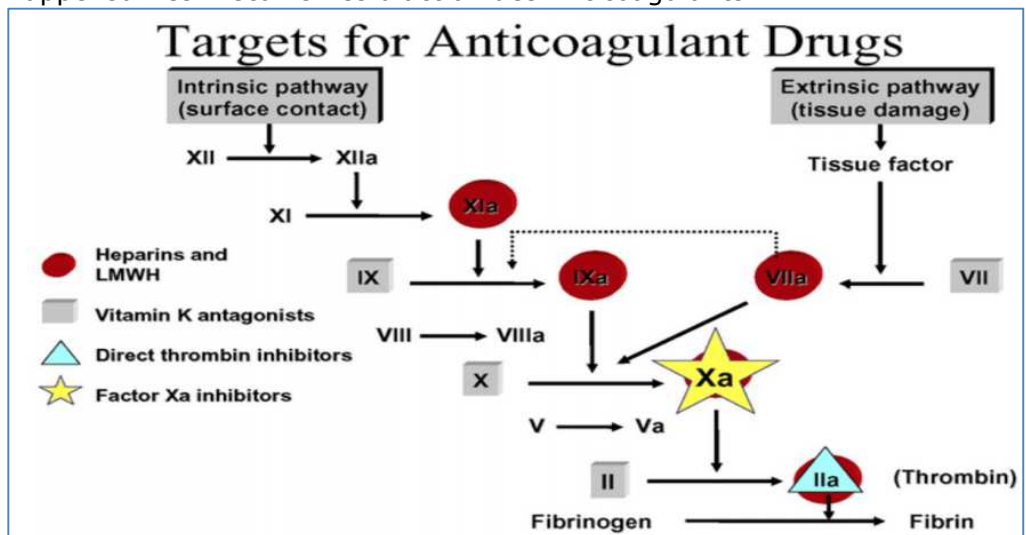 Targets for Anticoagulant Drugs
Intrinsic pathway
(surface contact)
Extrinsic pathway
(tissue damage)
XII
XIIa
Tissue factor
XI
XIa
Heparins and
LMWH
IX
IXa
VIIa
VII
Vitamin K antagonists
VIII
VIIIa
Direct thrombin inhibitors
X
Xa
Factor Xa inhibitors
V
Va
II
IIa
(Thrombin)
Fibrinogen
Fibrin